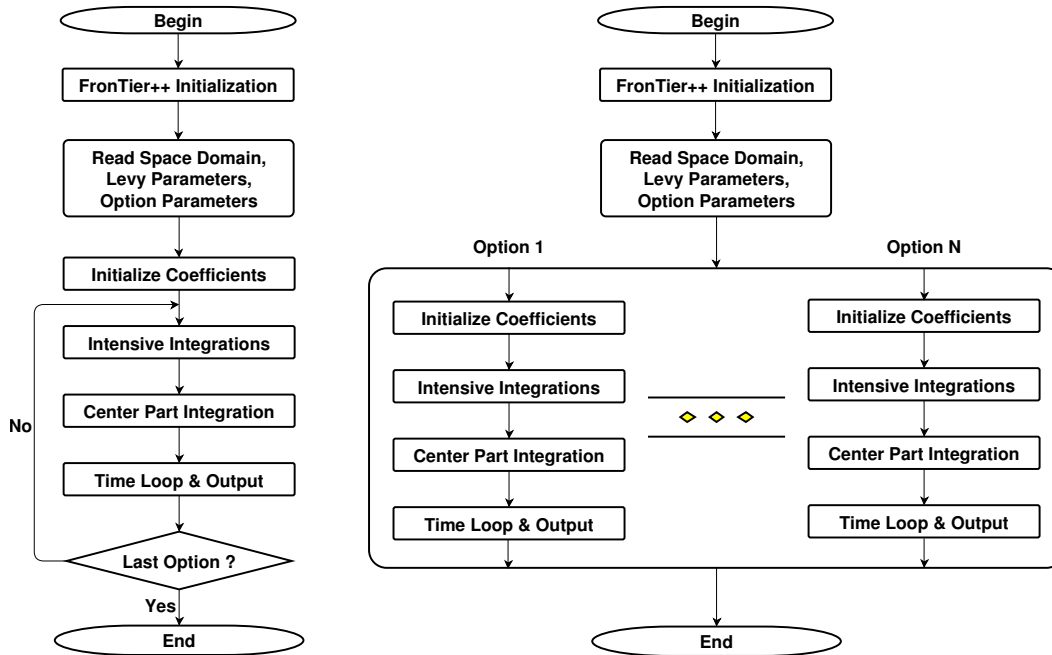 Begin
FronTier++ Initialization
Read Space Domain,
Levy Parameters,
Option Parameters
Initialize Coefficients
Intensive Integrations
Center Part Integration
No
Time Loop & Output
Last Option ?
Yes
End
Begin
FronTier++ Initialization
Read Space Domain,
Levy Parameters,
Option Parameters
Option 1
Initialize Coefficients
Intensive Integrations
Center Part Integration
Time Loop & Output
Option N
Initialize Coefficients
Intensive Integrations
Center Part Integration
Time Loop & Output
End